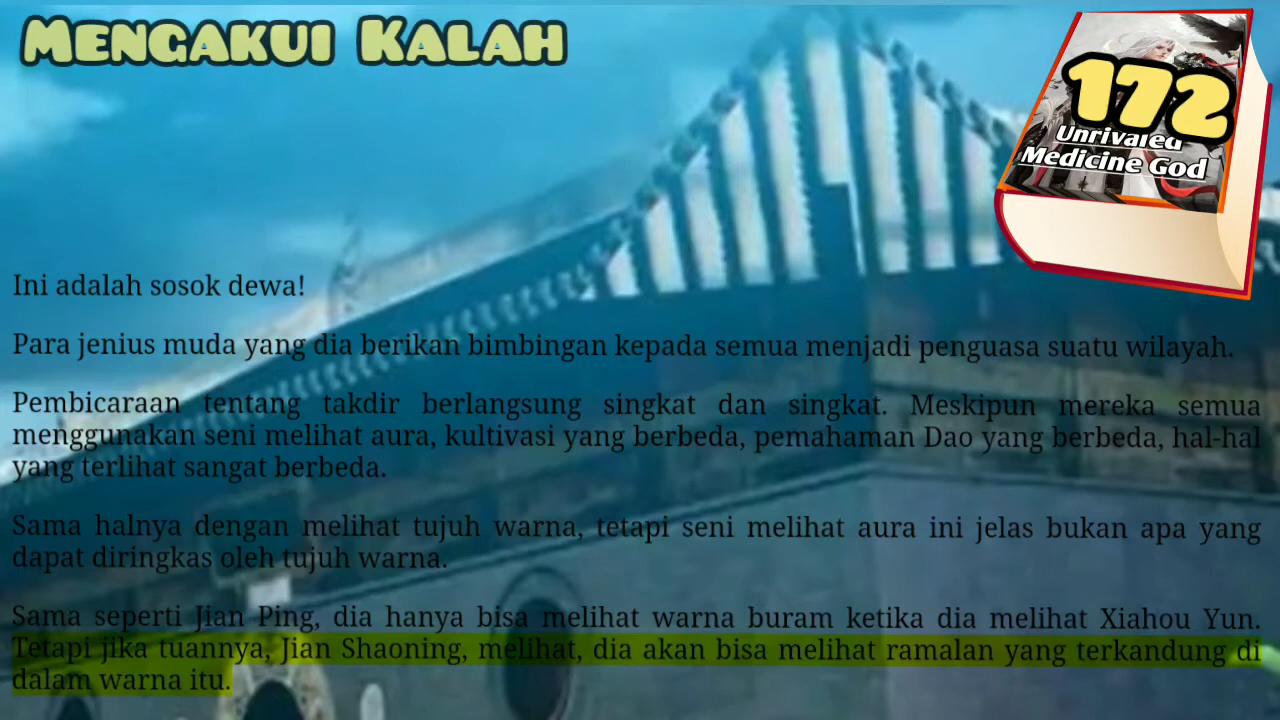 Mengakui Kalah
172
Unrivaled
Medicine God
Ini adalah sosok dewa!
Para jenius muda yang dia berikan bimbingan kepada semua menjadi penguasa suatu wilayah.
Pembicaraan tentang takdir berlangsung singkat dan singkat. Meskipun mereka semua
menggunakan seni melihat aura, kultivasi yang berbeda, pemahaman Dao yang berbeda, hal-hal
yang terlihat sangat berbeda.
Sama halnya dengan melihat tujuh warna, tetapi seni melihat aura ini jelas bukan apa yang
dapat diringkas oleh tujuh warna.
Sama seperti Jian Ping, dia hanya bisa melihat warna buram ketika dia melihat Xiahou Yun.
Tetapi jika tuannya, Jian Shaoning, melihat, dia akan bisa melihat ramalan yang terkandung di
dalam warna itu.